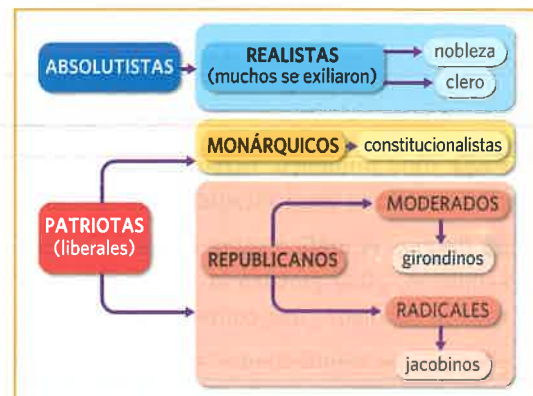 ABSOLUTISTAS
REALISTAS
(muchos se exiliaron)
nobleza
clero
PATRIOTAS
(liberales)
MONÁRQUICOS
constitucionalistas
REPUBLICANOS
MODERADOS
girondinos
RADICALES
jacobinos